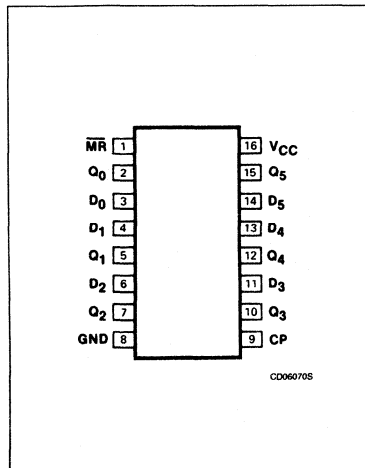 M̅R̅ 1 16 VCC
Q0 2 15 Q5
D0 3 14 D5
D1 4 13 D4
Q1 5 12 Q4
D2 6 11 D3
Q2 7 10 Q3
GND 8 9 CP
CD06070S